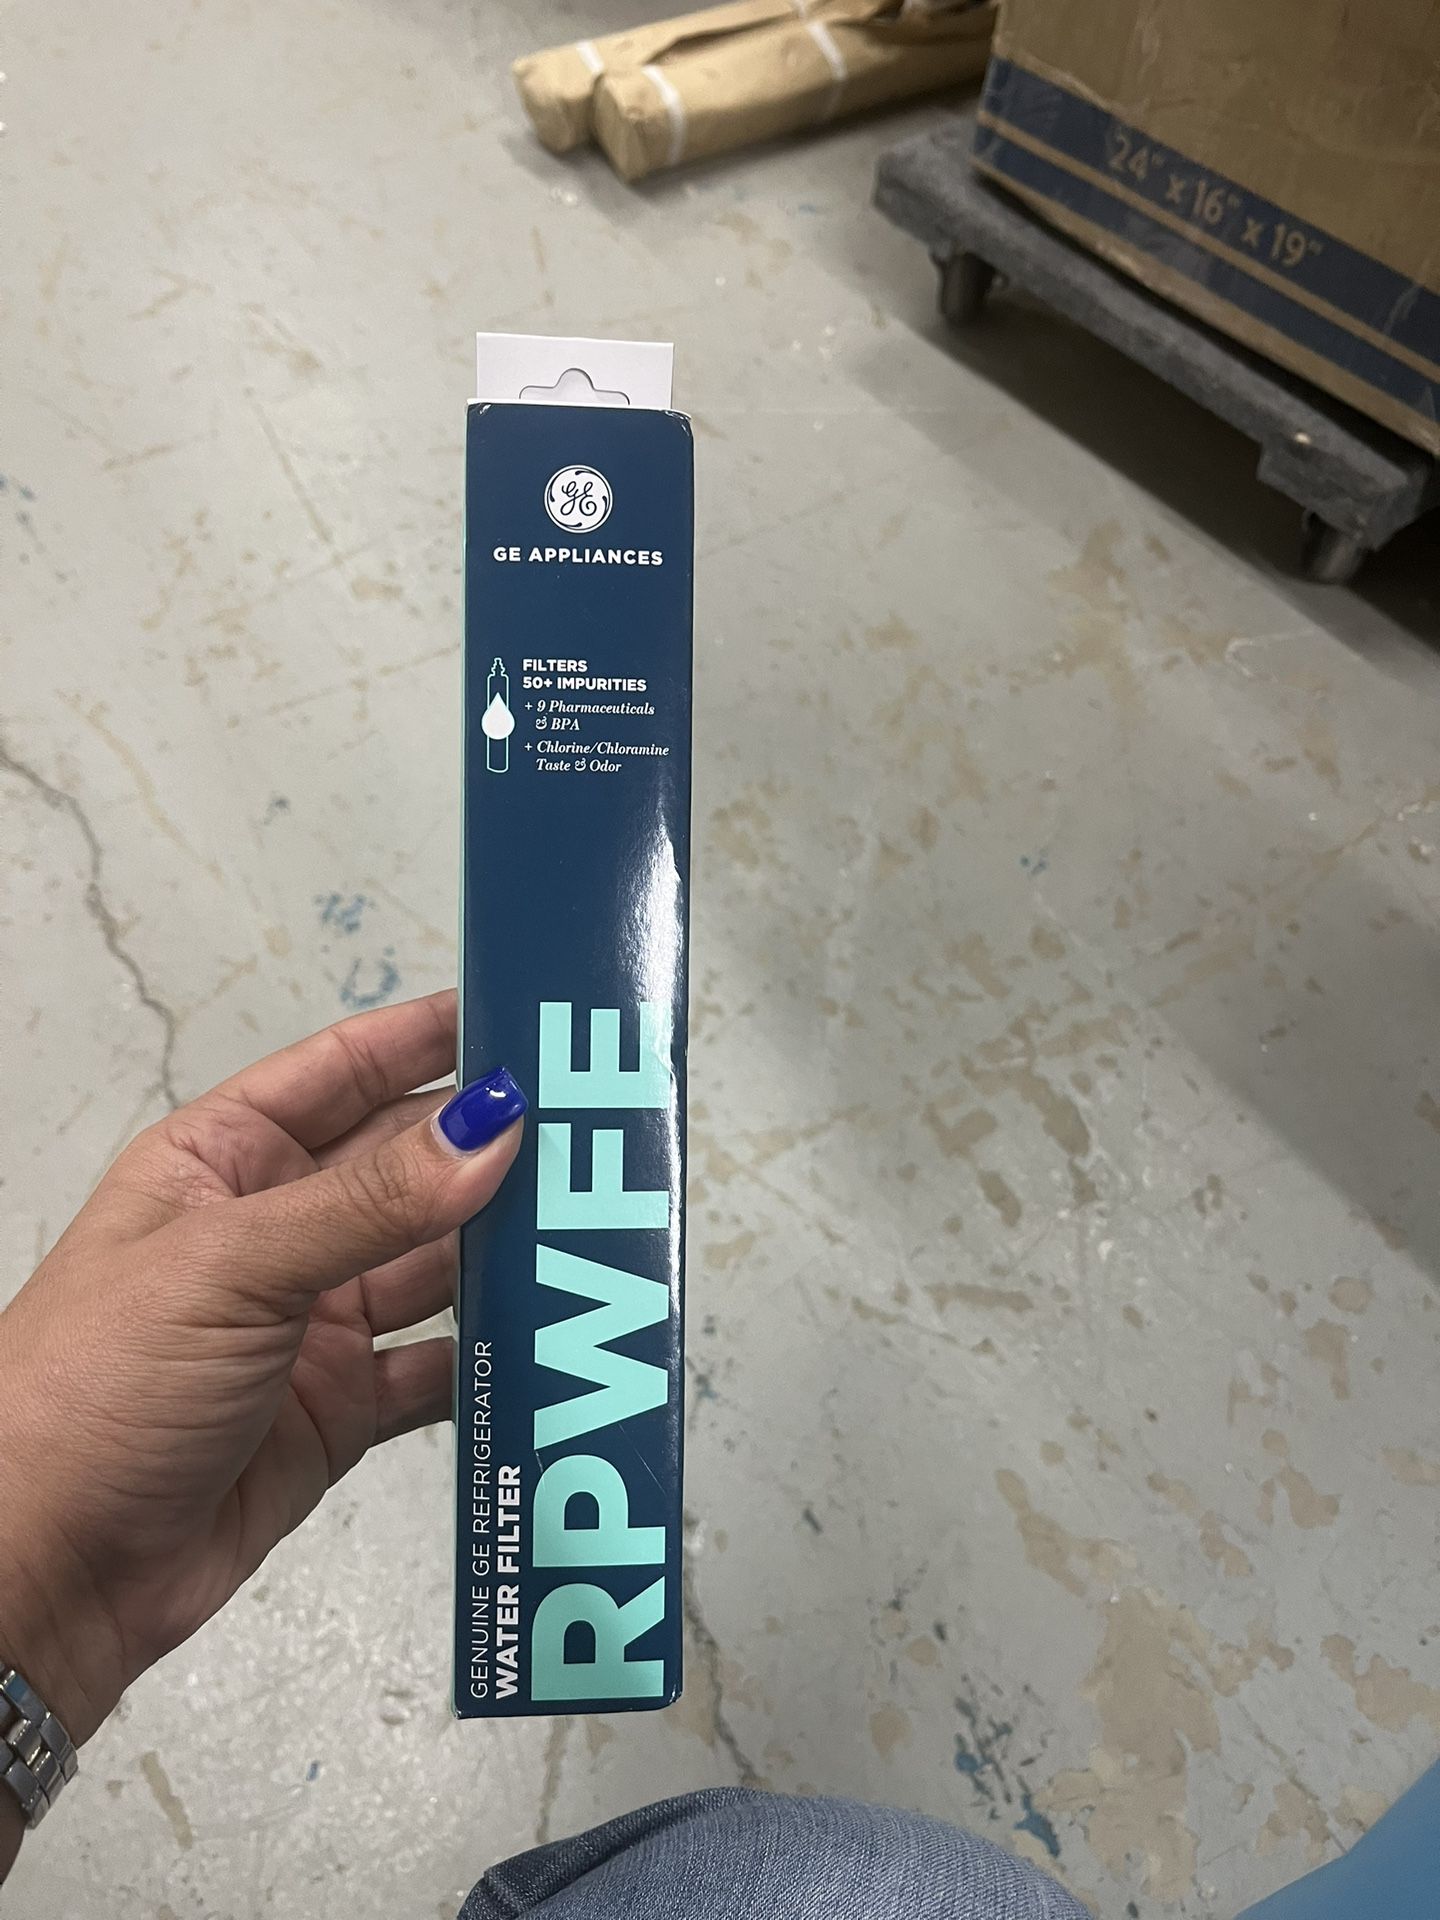 24" x 16" x 19"
GE
GE APPLIANCES
FILTERS
50+ IMPURITIES
+ 9 Pharmaceuticals
& BPA
+ Chlorine/Chloramine
Taste & Odor
GENUINE GE REFRIGERATOR
WATER FILTER
RPWFE